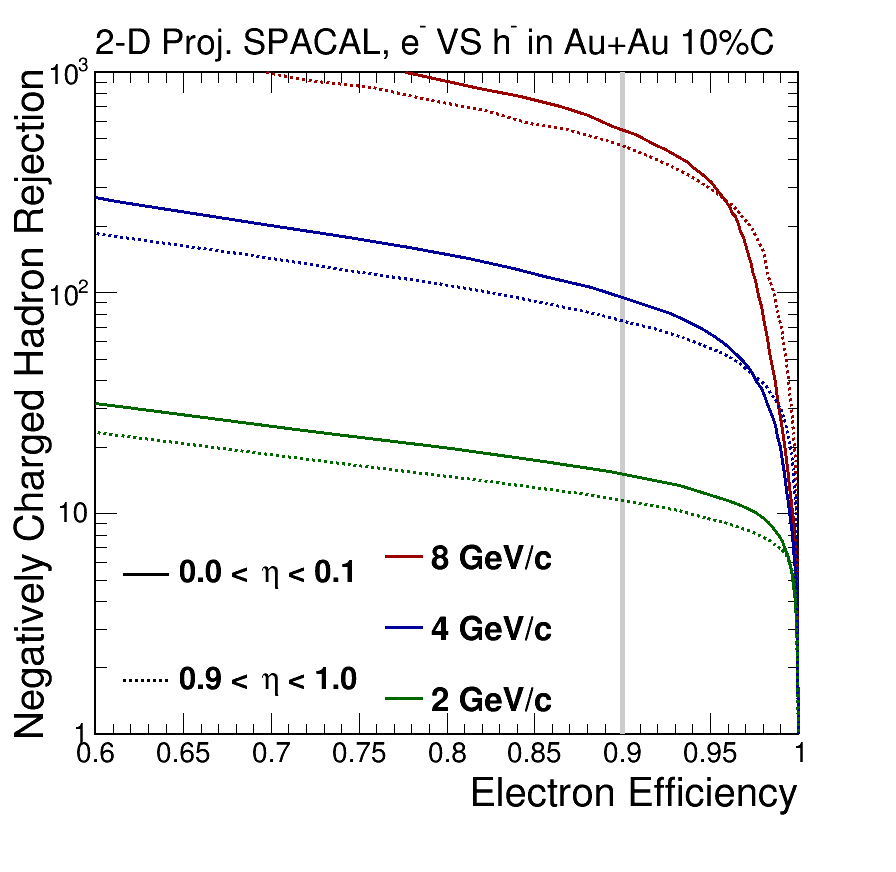 2-D Proj. SPACAL, e⁻ VS h⁻ in Au+Au 10%C
Negatively Charged Hadron Rejection
10³
10²
10
1
0.0 < η < 0.1
0.9 < η < 1.0
8 GeV/c
4 GeV/c
2 GeV/c
0.6 0.65 0.7 0.75 0.8 0.85 0.9 0.95 1
Electron Efficiency